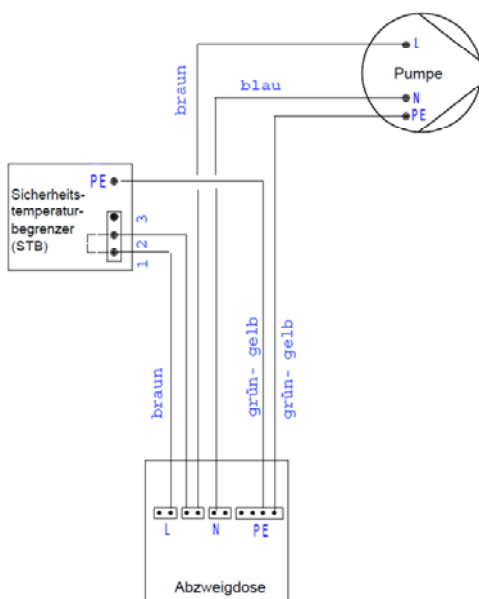 L
Pumpe
braun
blau
N
PE
PE
Sicherheits-
temperatur-
begrenzer
(STB)
3
2
1
braun
grün- gelb
grün- gelb
L
N
PE
Abzweigdose